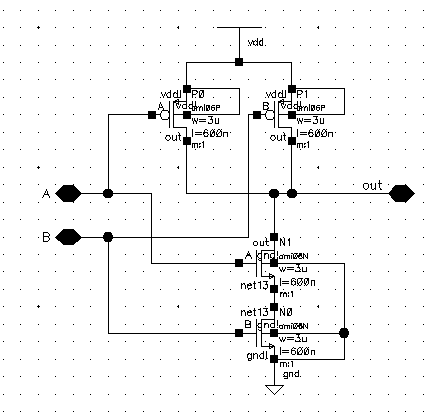 vdd.
vdd! P0
A vdd! ami06P
w=3u
l=600n
out m:1
vdd! P1
B vdd! ami06P
w=3u
l=600n
out m:1
A
out
B
out N1
A gnd! ami06N
w=3u
l=600n
net13 m:1
net13 N0
B gnd! ami06N
w=3u
l=600n
gnd! m:1
gnd.